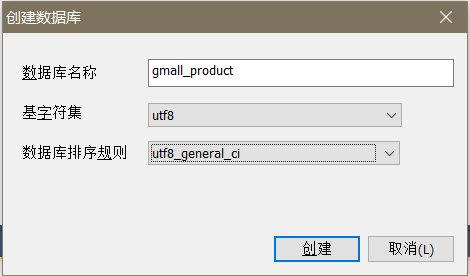 创建数据库
数据库名称
gmall_product
基字符集
utf8
数据库排序规则
utf8_general_ci
创建
取消(L)